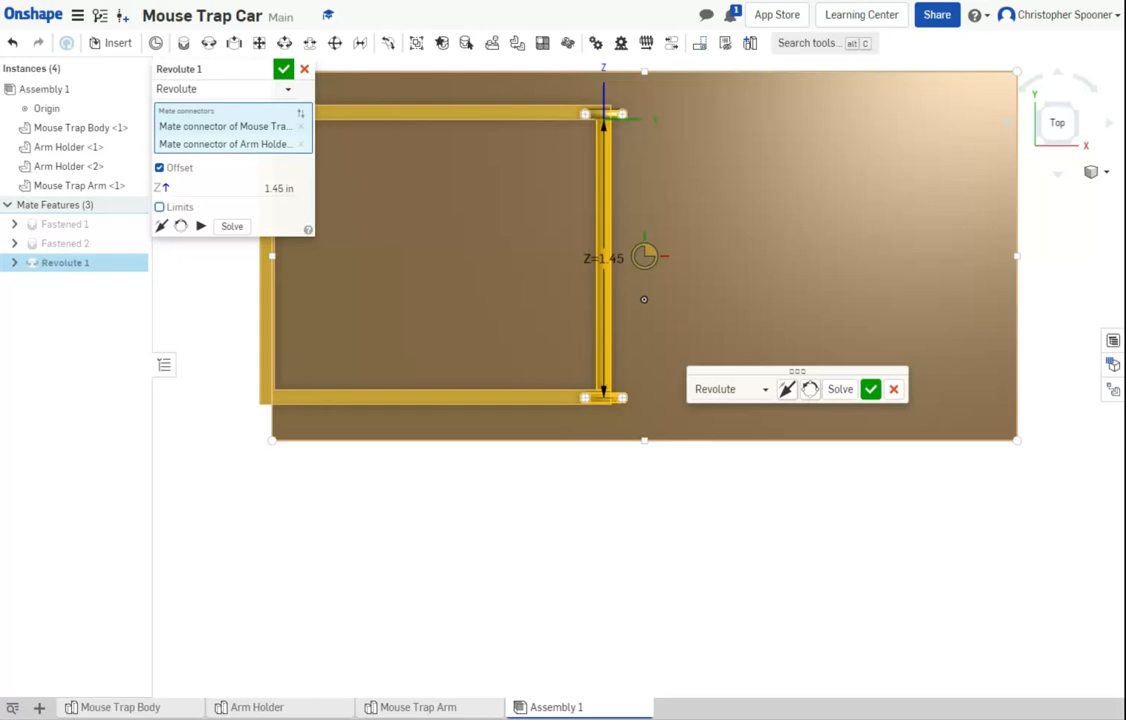 Onshape
Mouse Trap Car Main
1
App Store
Learning Center
Share
Christopher Spooner
Insert
Search tools... alt C
Instances (4)
Assembly 1
Origin
Mouse Trap Body <1>
Arm Holder <1>
Arm Holder <2>
Mouse Trap Arm <1>
Mate Features (3)
Fastened 1
Fastened 2
Revolute 1
Revolute 1
Revolute
Mate connectors
Mate connector of Mouse Tra...
Mate connector of Arm Holde...
Offset
Z 1.45 in
Limits
Solve
Z
Z=1.45
Y
Top
X
Revolute
Solve
Mouse Trap Body
Arm Holder
Mouse Trap Arm
Assembly 1